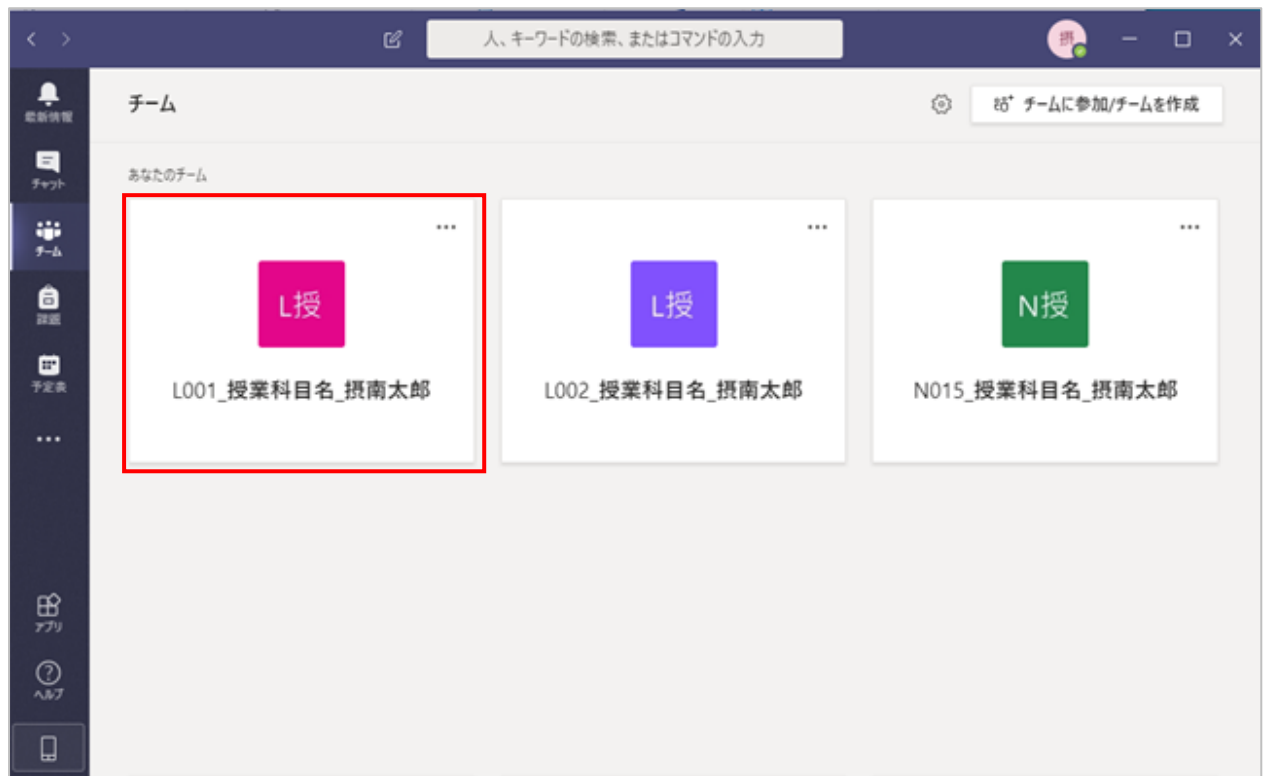 人、キーワードの検索、またはコマンドの入力
摂
最新情報
チーム
チームに参加/チームを作成
チャット
あなたのチーム
チーム
L授
L001_授業科目名_摂南太郎
L授
L002_授業科目名_摂南太郎
N授
N015_授業科目名_摂南太郎
課題
予定表
アプリ
ヘルプ